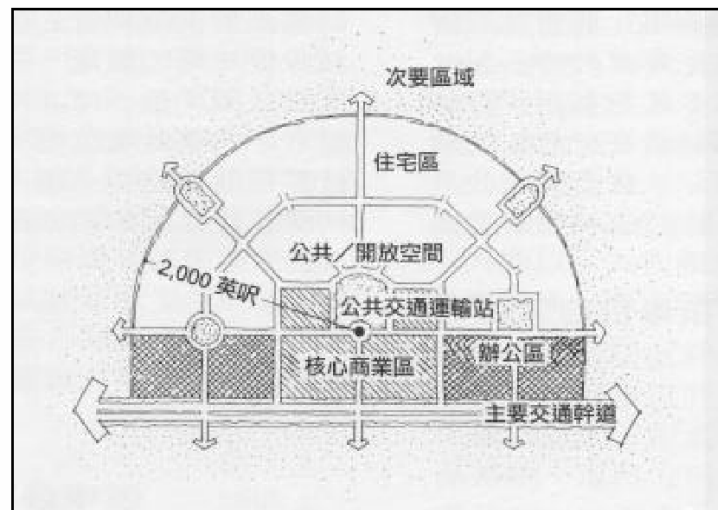 次要區域
住宅區
公共／開放空間
2,000 英呎
公共交通運輸站
核心商業區
辦公區
主要交通幹道